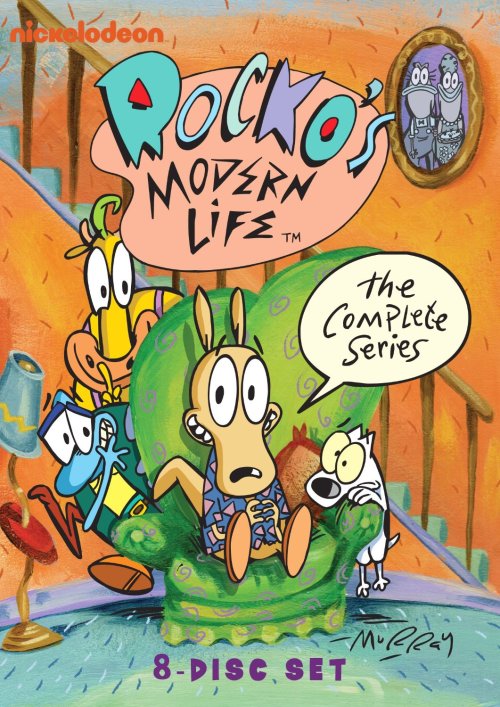 nickelodeon
ROCKO'S
MODERN
LIFE TM
the
COMPLETE
SERIES
MURRAY
8-DISC SET